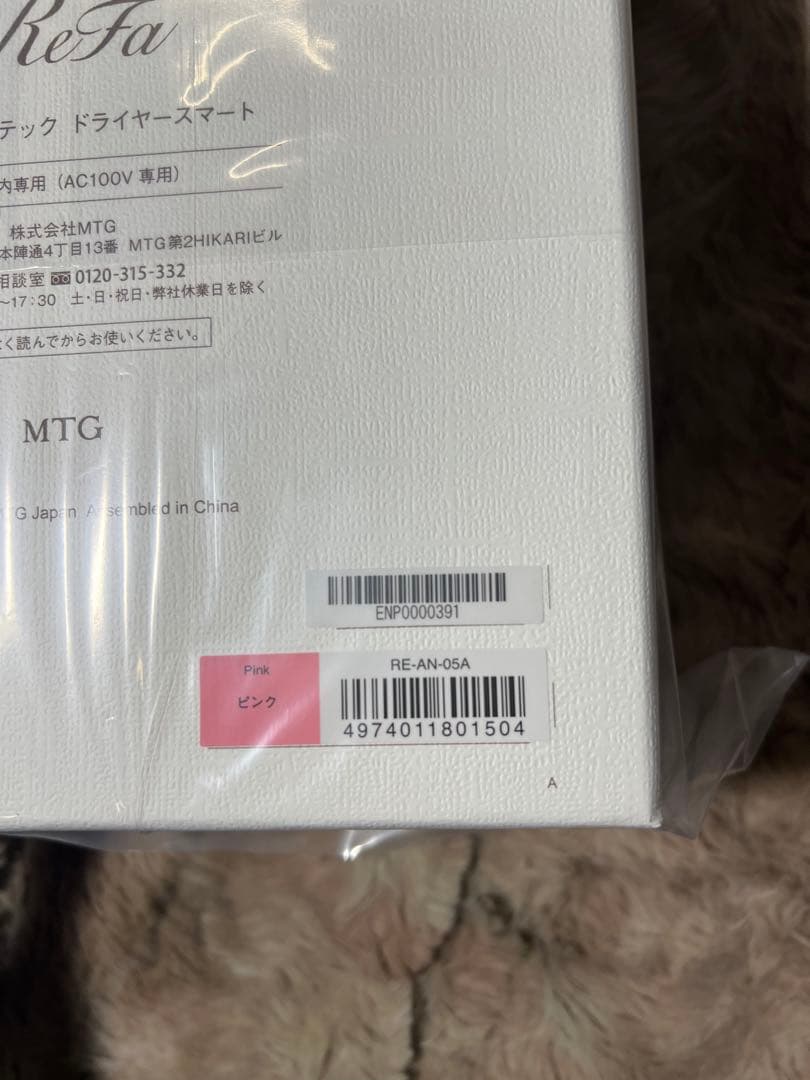 ReFa
テック ドライヤースマート
内専用（AC100V 専用）
株式会社MTG
本陣通4丁目13番 MTG第2HIKARIビル
相談室 0120-315-332
～17:30 土・日・祝日・弊社休業日を除く
く読んでからお使いください。
MTG
G Japan Assembled in China
ENP0000391
Pink
ピンク
RE-AN-05A
4974011801504
A